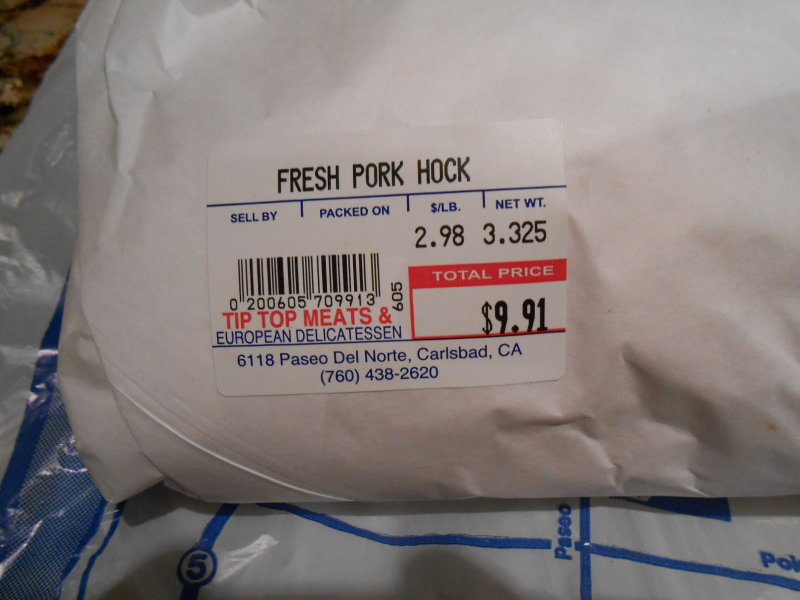 FRESH PORK HOCK
SELL BY PACKED ON $/LB. NET WT.
2.98 3.325
TOTAL PRICE
$9.91
0 200605 709913
605
TIP TOP MEATS &
EUROPEAN DELICATESSEN
6118 Paseo Del Norte, Carlsbad, CA
(760) 438-2620
5
Paseo